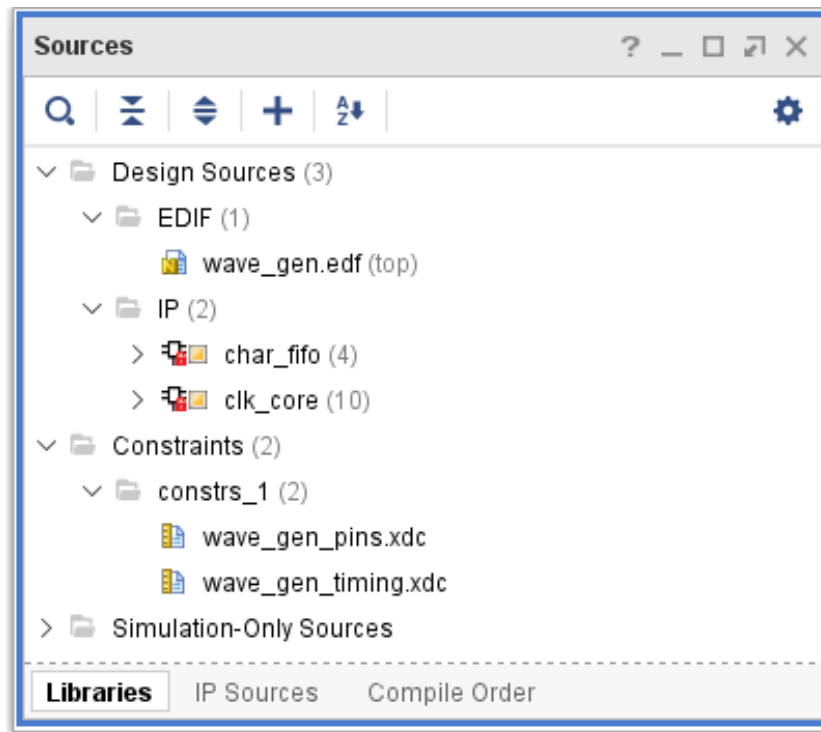 Sources
Design Sources (3)
EDIF (1)
wave_gen.edf (top)
IP (2)
char_fifo (4)
clk_core (10)
Constraints (2)
constrs_1 (2)
wave_gen_pins.xdc
wave_gen_timing.xdc
Simulation-Only Sources
Libraries IP Sources Compile Order